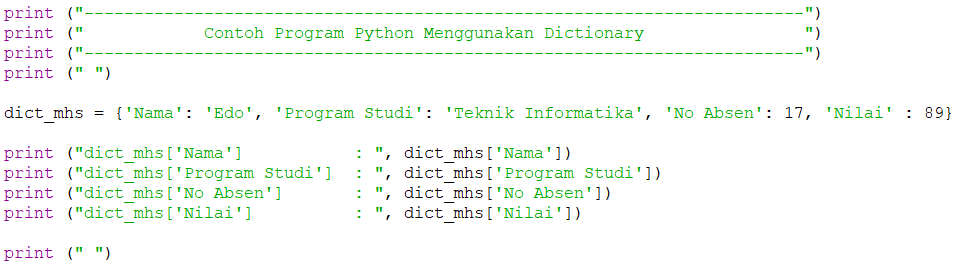 print ("------------------------------------------------------------------------")
print ("            Contoh Program Python Menggunakan Dictionary                ")
print ("------------------------------------------------------------------------")
print (" ")
dict_mhs = {'Nama': 'Edo', 'Program Studi': 'Teknik Informatika', 'No Absen': 17, 'Nilai' : 89}
print ("dict_mhs['Nama']           : ", dict_mhs['Nama'])
print ("dict_mhs['Program Studi']  : ", dict_mhs['Program Studi'])
print ("dict_mhs['No Absen']       : ", dict_mhs['No Absen'])
print ("dict_mhs['Nilai']          : ", dict_mhs['Nilai'])
print (" ")